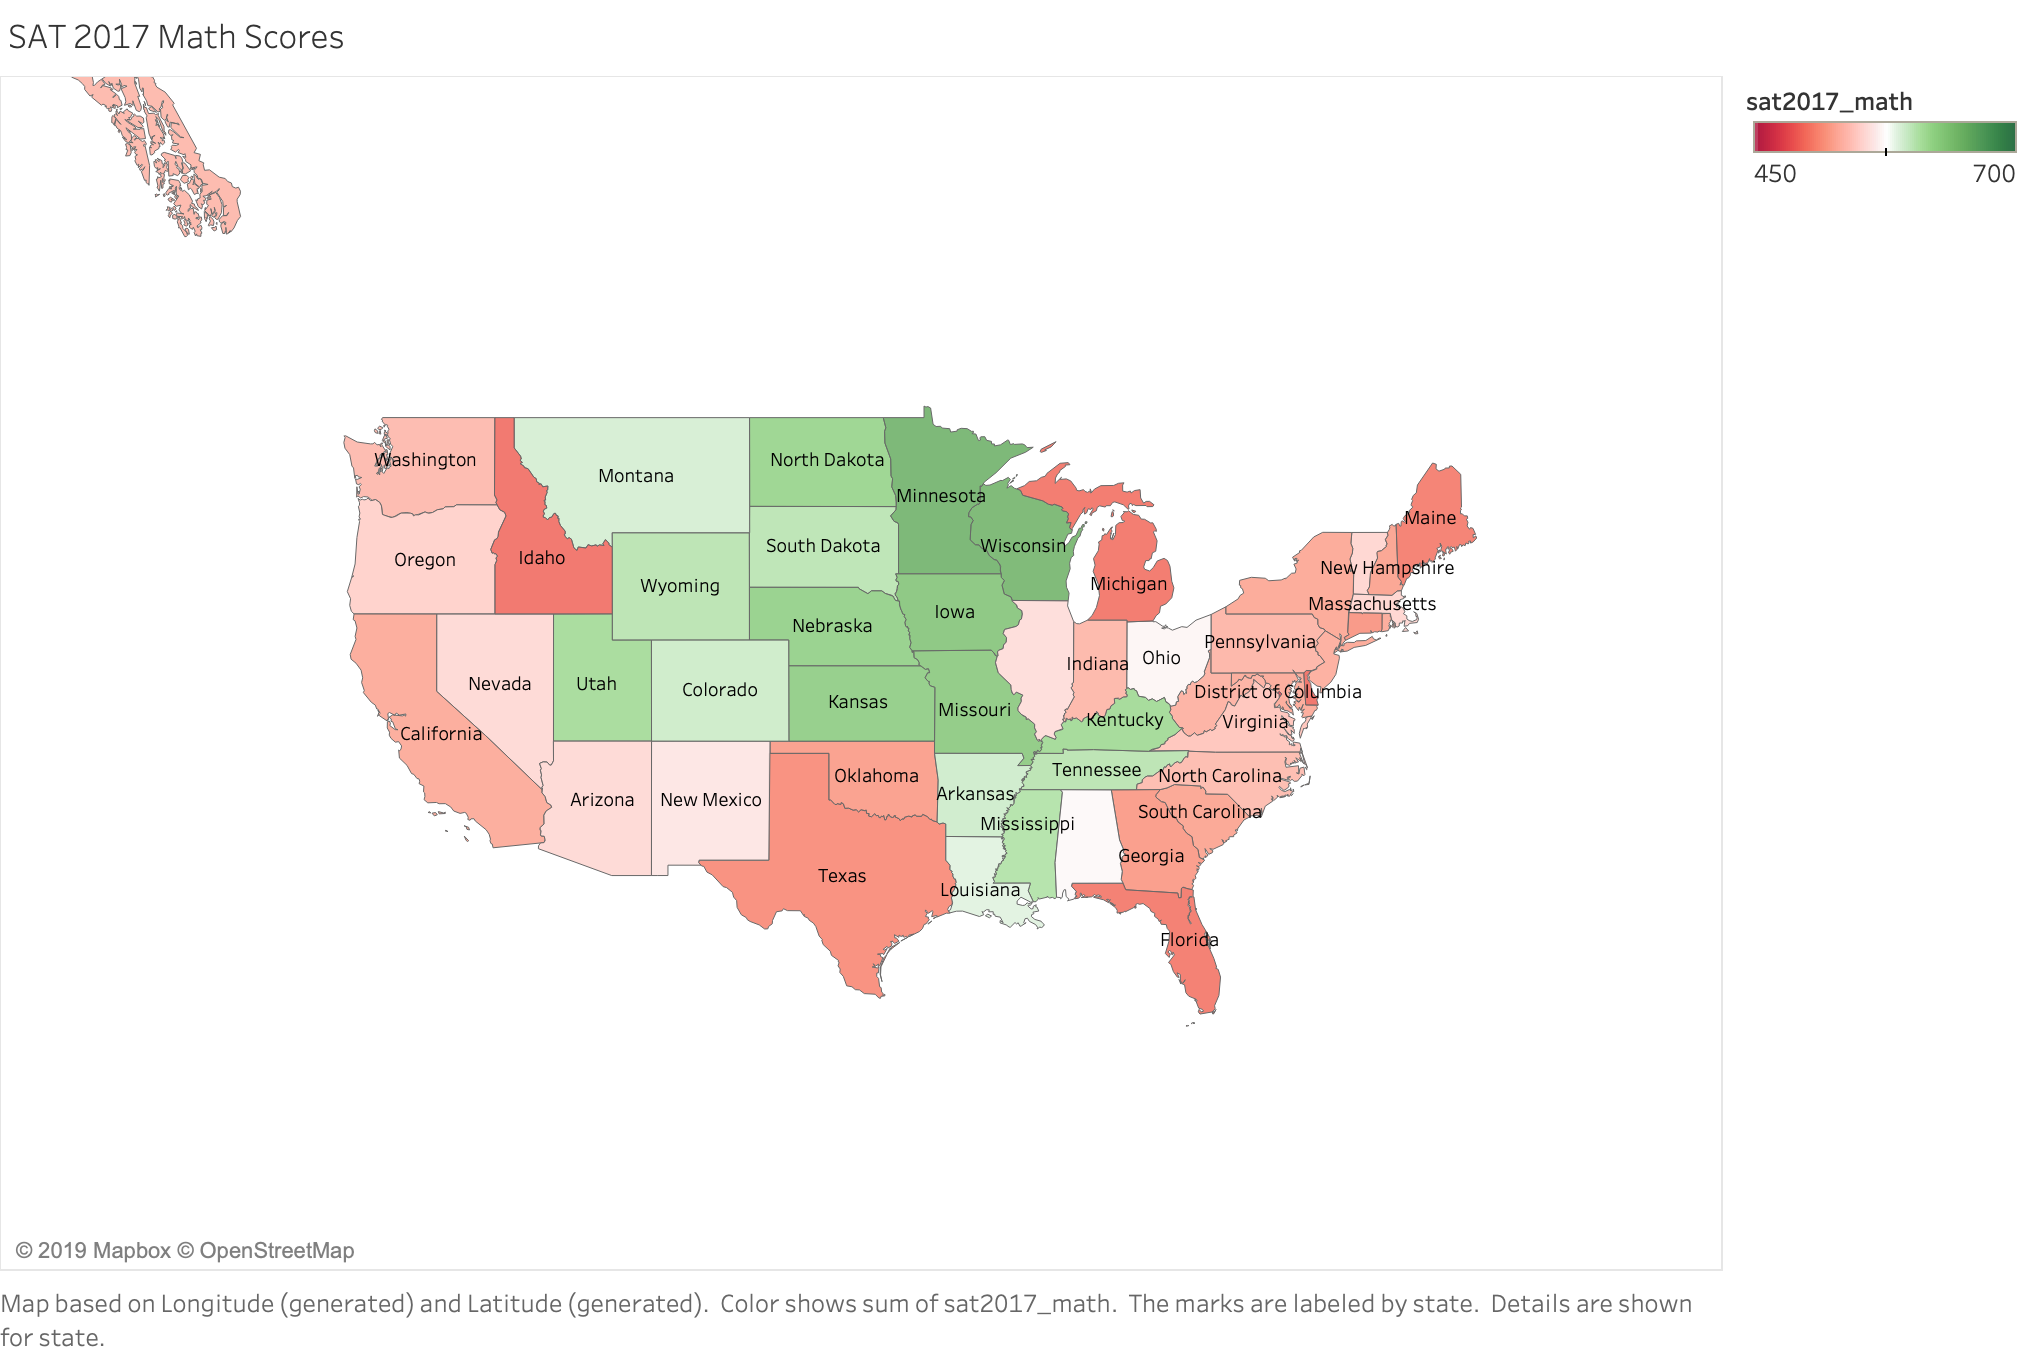 SAT 2017 Math Scores
sat2017_math
450
700
Washington
Montana
North Dakota
Minnesota
Maine
Oregon
Idaho
South Dakota
Wisconsin
Wyoming
Michigan
New Hampshire
Massachusetts
Iowa
Nebraska
Pennsylvania
Ohio
Indiana
Nevada
Utah
Colorado
District of Columbia
Kansas
Missouri
Kentucky
Virginia
California
Tennessee
Oklahoma
North Carolina
Arkansas
Arizona
New Mexico
South Carolina
Mississippi
Georgia
Texas
Louisiana
Florida
© 2019 Mapbox © OpenStreetMap
Map based on Longitude (generated) and Latitude (generated). Color shows sum of sat2017_math. The marks are labeled by state. Details are shown
for state.